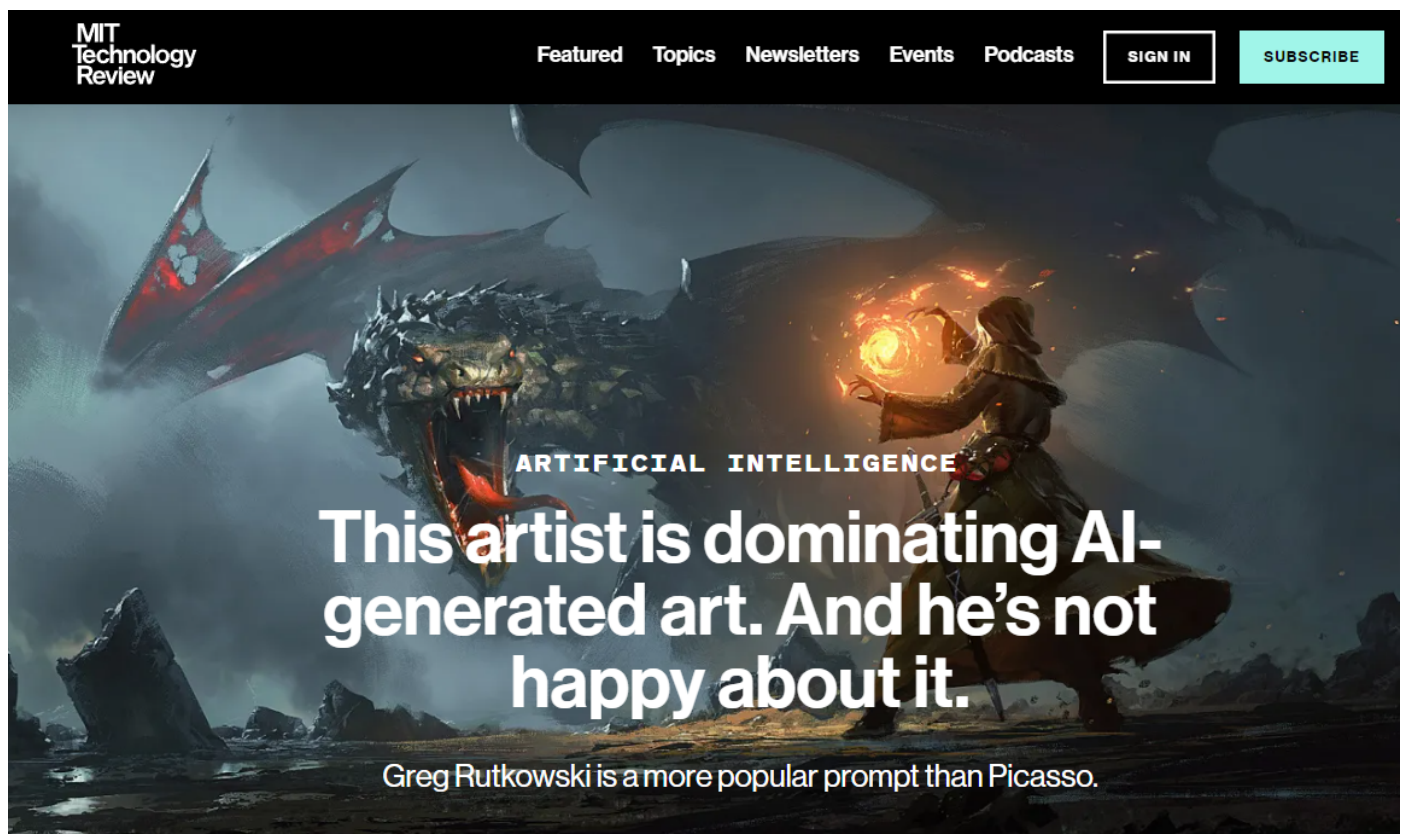 MIT
Technology
Review
Featured Topics Newsletters Events Podcasts SIGN IN SUBSCRIBE
ARTIFICIAL INTELLIGENCE
This artist is dominating AI-
generated art. And he’s not
happy about it.
Greg Rutkowski is a more popular prompt than Picasso.